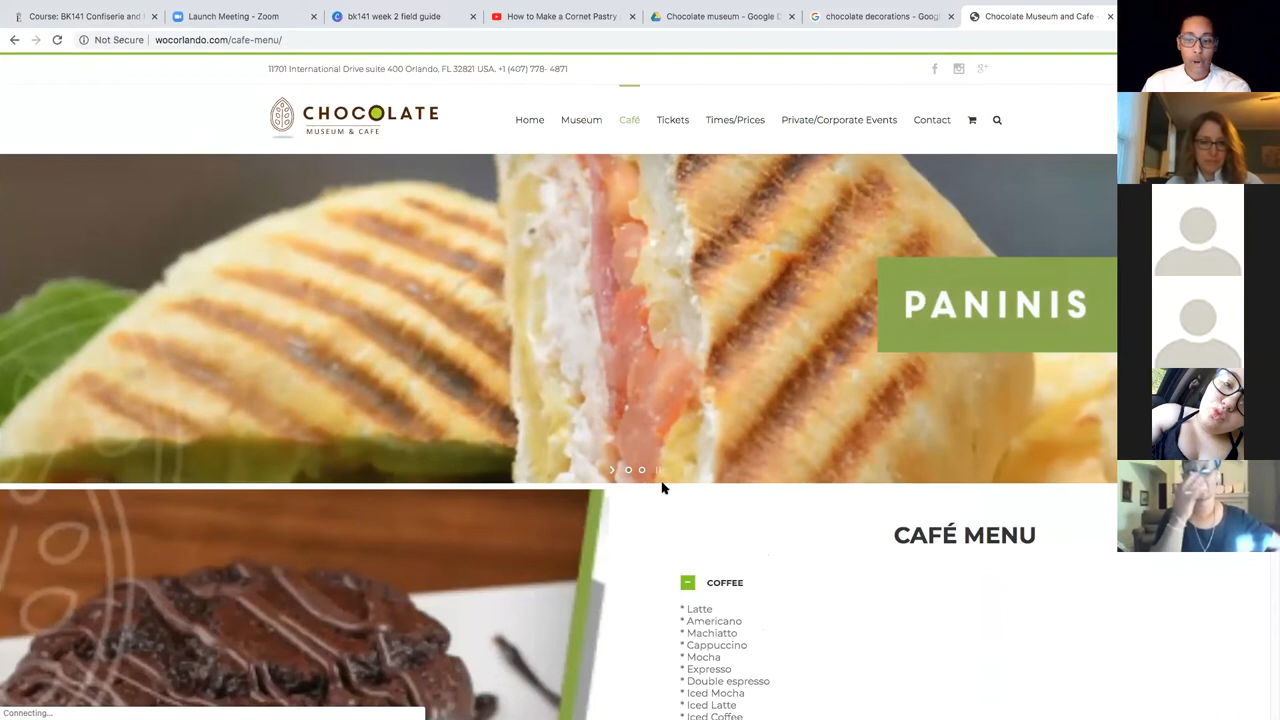 Course: BK141 Confiserie and
Launch Meeting - Zoom
bk141 week 2 field guide
How to Make a Cornet Pastry
Chocolate museum - Google D
chocolate decorations - Googl
Chocolate Museum and Cafe -
Not Secure wocorlando.com/cafe-menu/
11701 International Drive suite 400 Orlando, FL 32821 USA. +1 (407) 778- 4871
CHOCOLATE
MUSEUM & CAFE
Home Museum Café Tickets Times/Prices Private/Corporate Events Contact
PANINIS
CAFÉ MENU
COFFEE
* Latte
* Americano
* Machiatto
* Cappuccino
* Mocha
* Expresso
* Double espresso
* Iced Mocha
* Iced Latte
* Iced Coffee
Connecting...